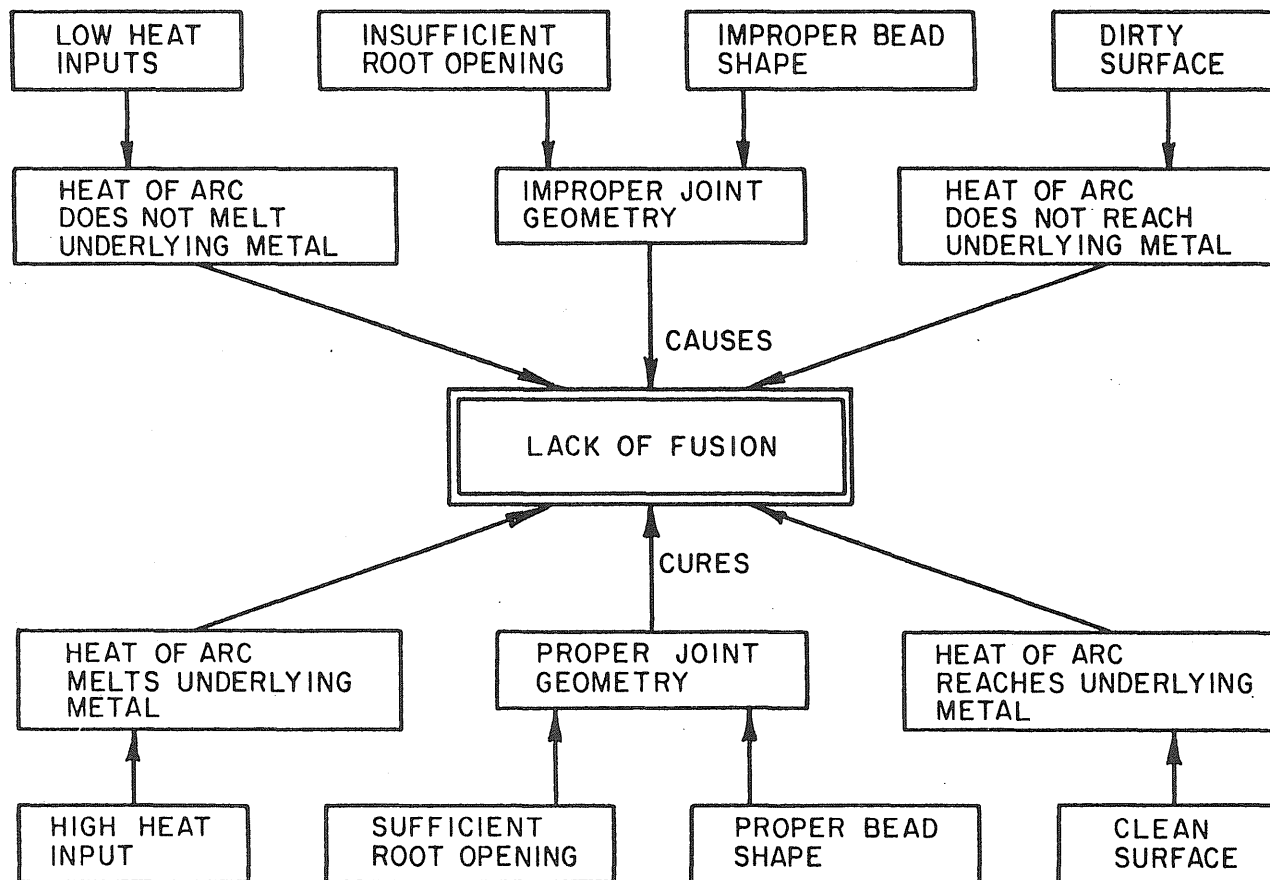 LOW HEAT
INPUTS
INSUFFICIENT
ROOT OPENING
IMPROPER BEAD
SHAPE
DIRTY
SURFACE
HEAT OF ARC
DOES NOT MELT
UNDERLYING METAL
IMPROPER JOINT
GEOMETRY
HEAT OF ARC
DOES NOT REACH
UNDERLYING METAL
CAUSES
LACK OF FUSION
CURES
HEAT OF ARC
MELTS UNDERLYING
METAL
PROPER JOINT
GEOMETRY
HEAT OF ARC
REACHES UNDERLYING
METAL
HIGH HEAT
INPUT
SUFFICIENT
ROOT OPENING
PROPER BEAD
SHAPE
CLEAN
SURFACE